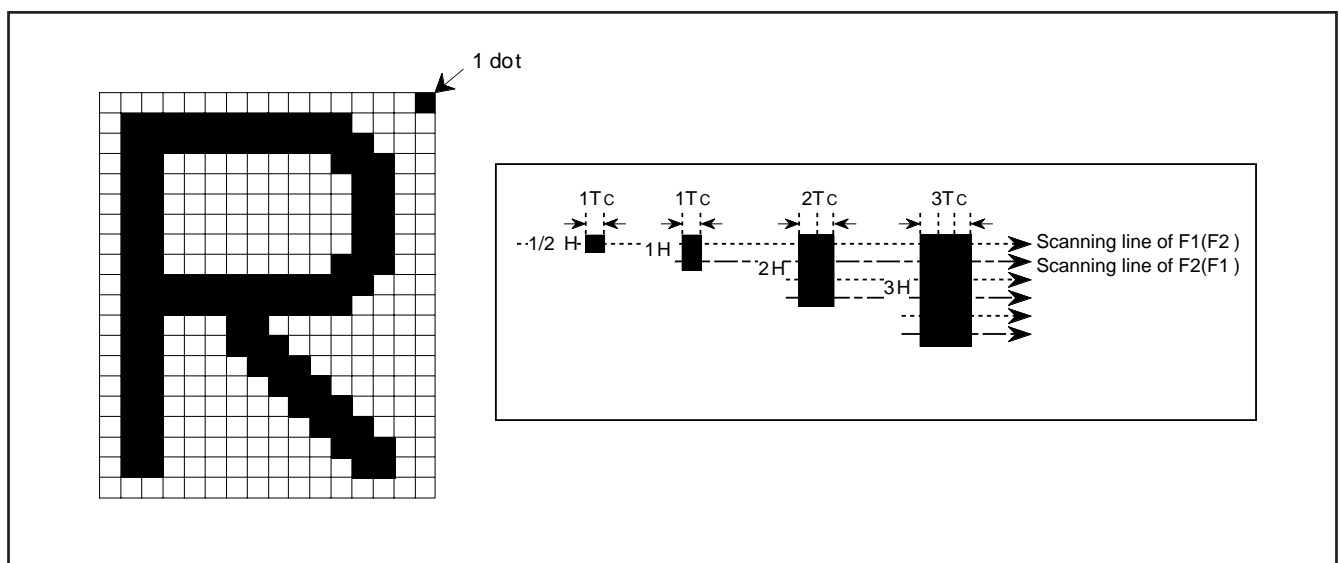 1 dot
1TC 1TC 2TC 3TC
1/2 H
1H
2H
3H
Scanning line of F1(F2 )
Scanning line of F2(F1 )